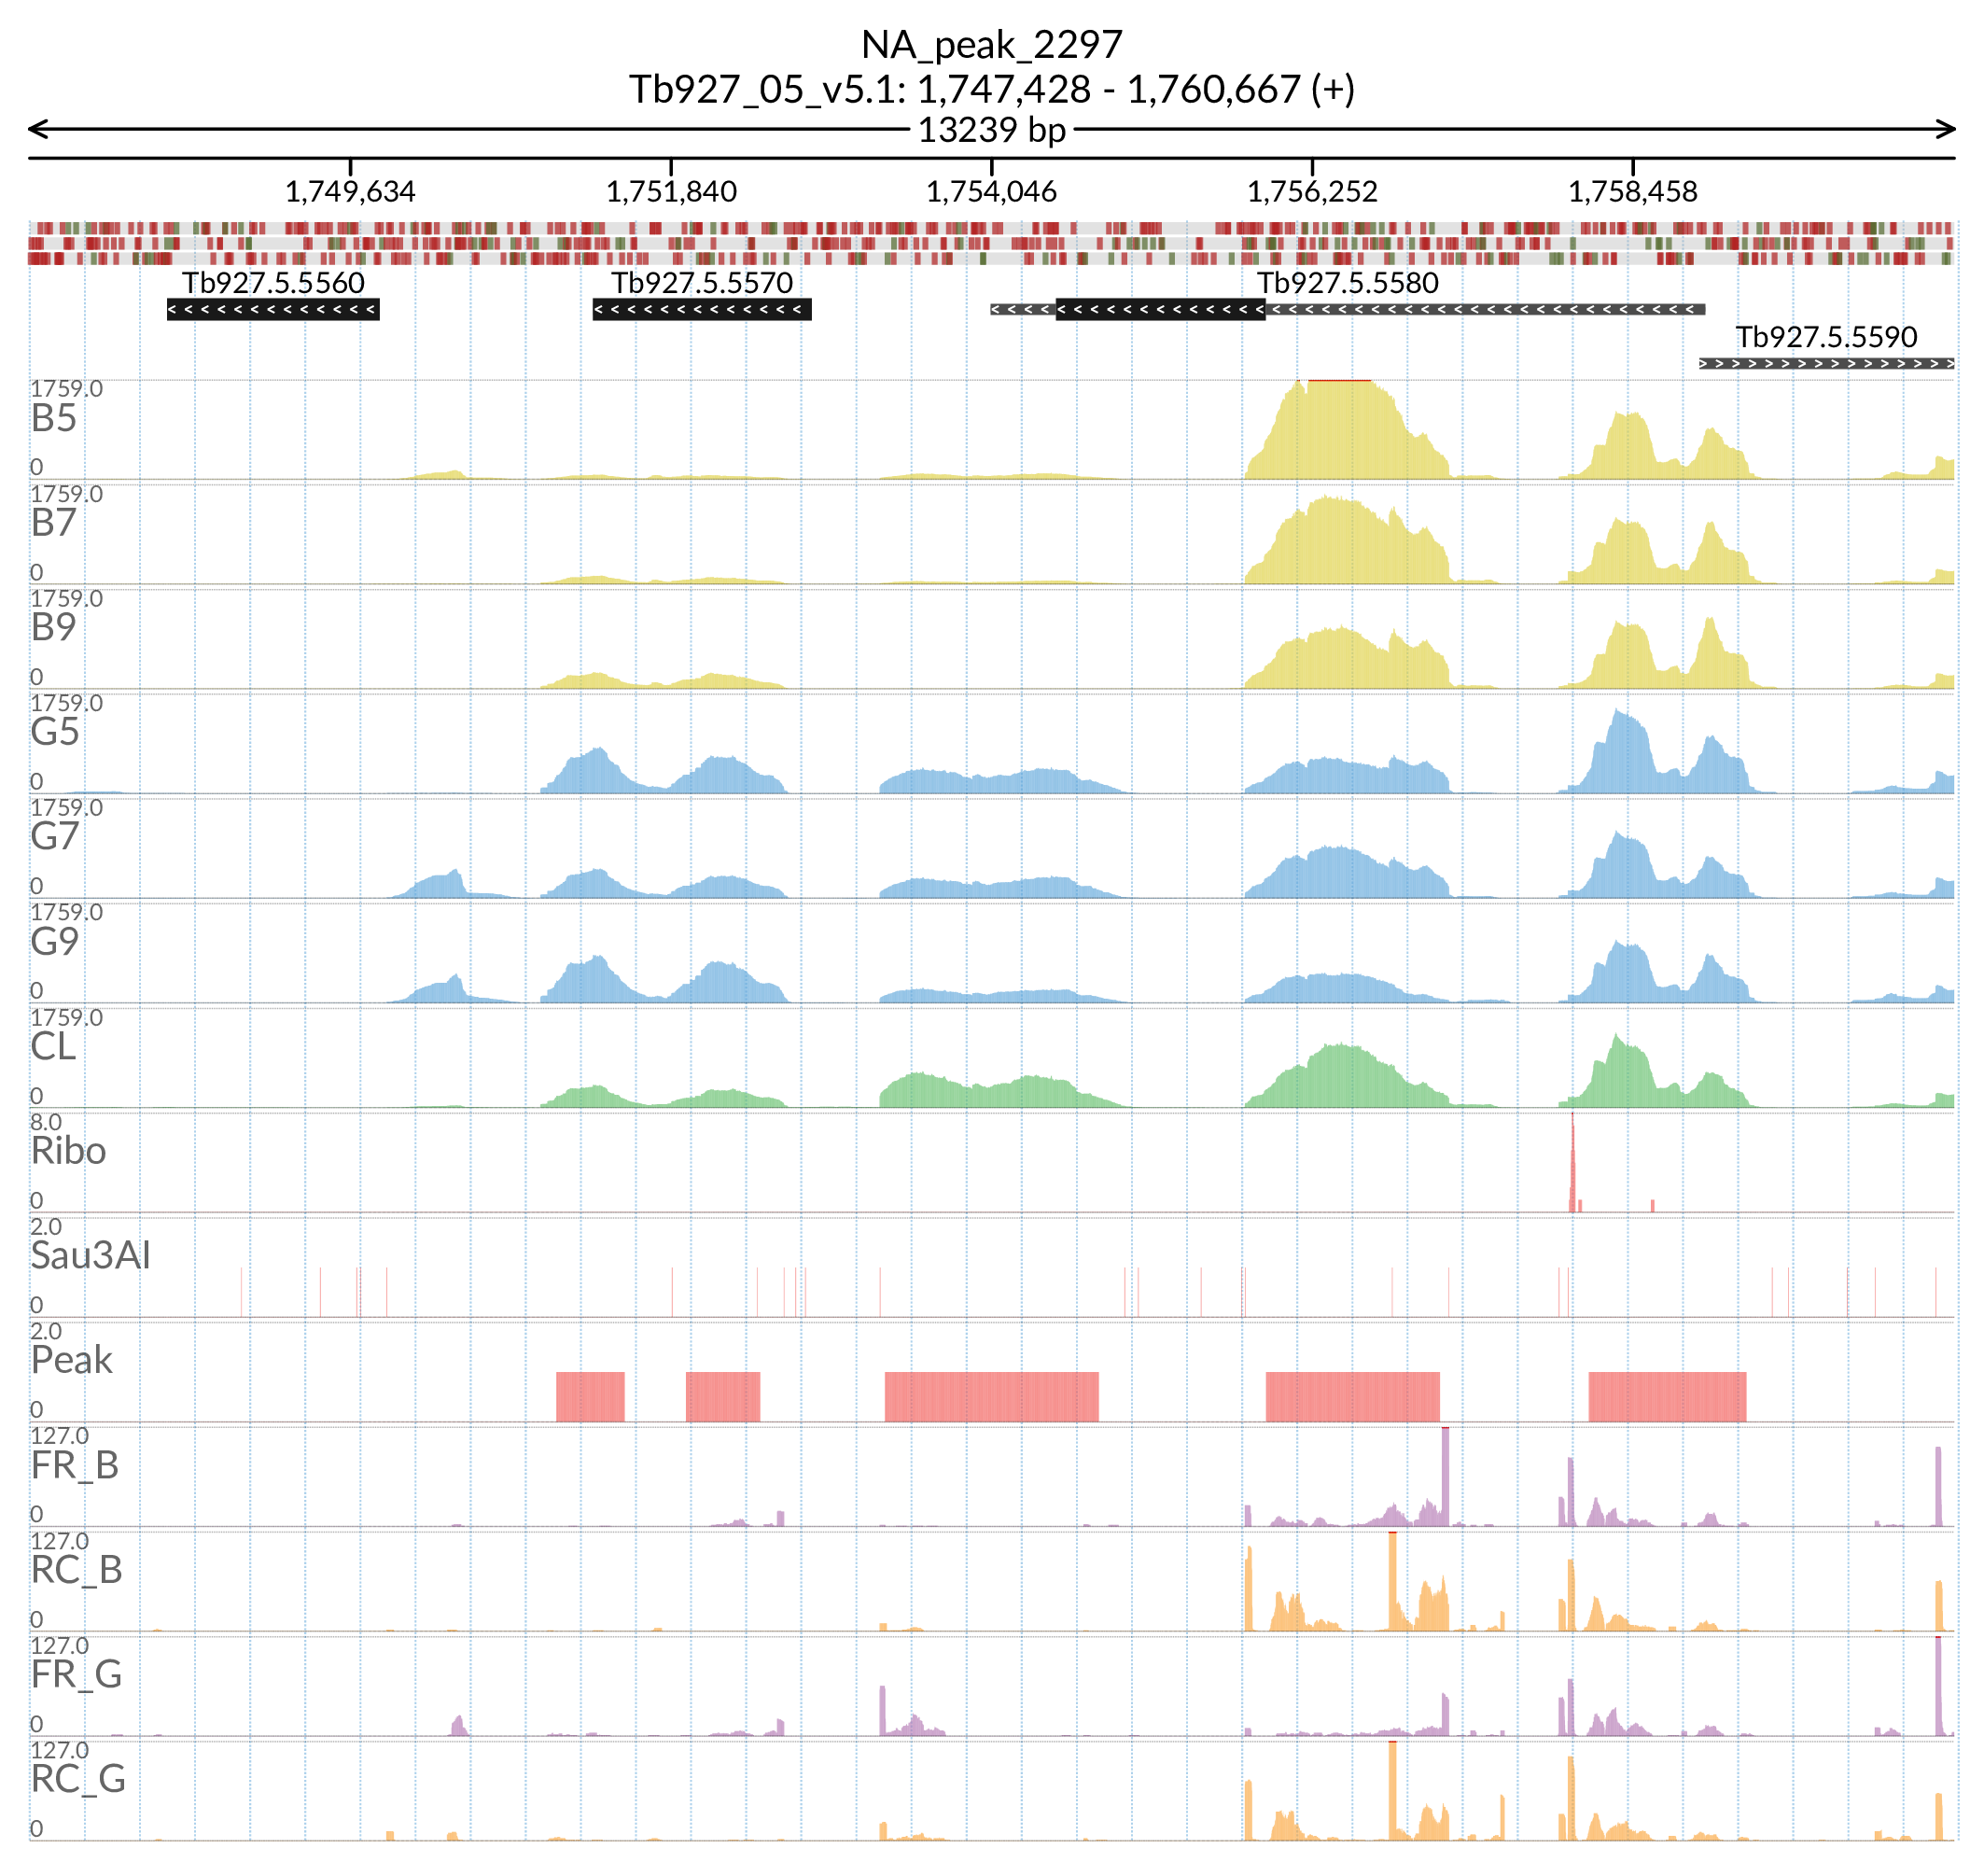 NA_peak_2297
Tb927_05_v5.1: 1,747,428 - 1,760,667 (+)
13239 bp
1,749,634 1,751,840 1,754,046 1,756,252 1,758,458
Tb927.5.5560 Tb927.5.5570 Tb927.5.5580
Tb927.5.5590
1759.0
B5
0
1759.0
B7
0
1759.0
B9
0
1759.0
G5
0
1759.0
G7
0
1759.0
G9
0
1759.0
CL
0
8.0
Ribo
0
2.0
Sau3AI
0
2.0
Peak
0
127.0
FR_B
0
127.0
RC_B
0
127.0
FR_G
0
127.0
RC_G
0